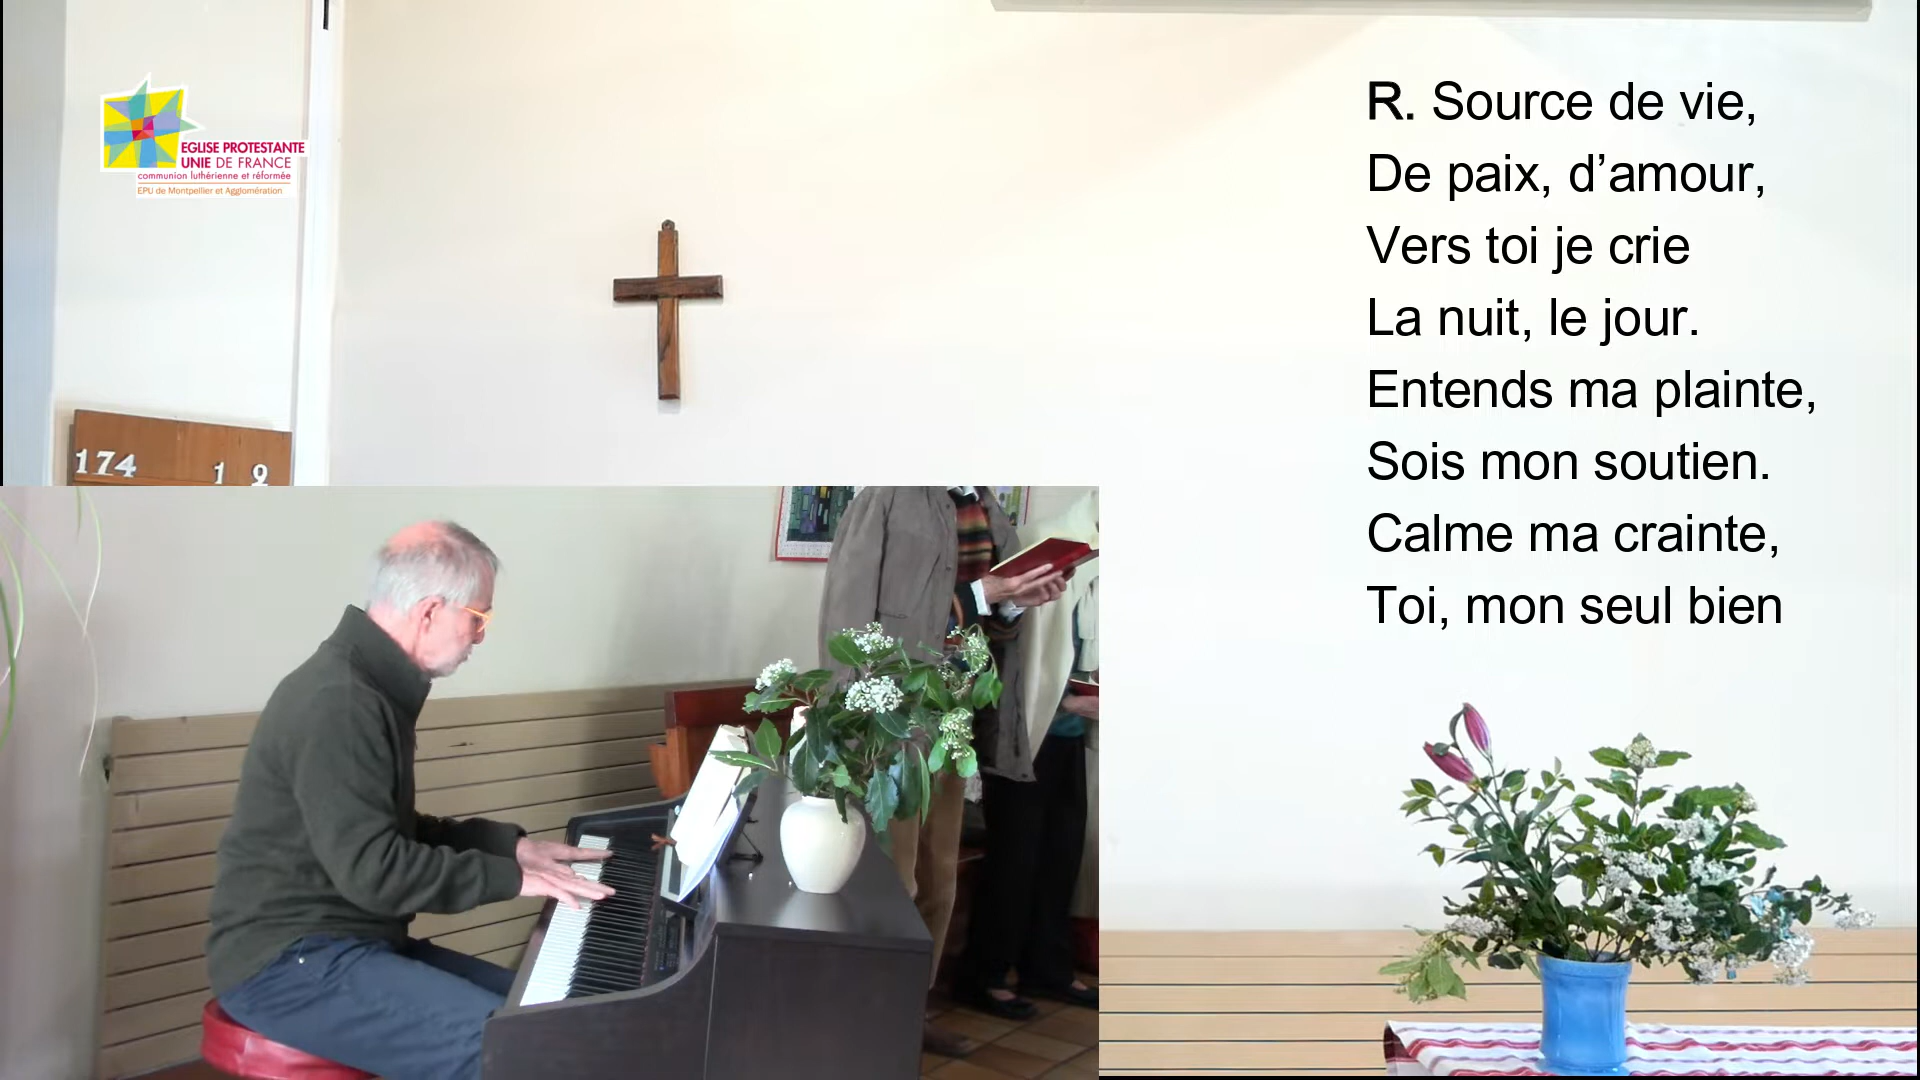 EGLISE PROTESTANTE
UNIE DE FRANCE
communion luthérienne et réformée
EPU de Montpellier et Agglomération
174 1 2
R. Source de vie,
De paix, d’amour,
Vers toi je crie
La nuit, le jour.
Entends ma plainte,
Sois mon soutien.
Calme ma crainte,
Toi, mon seul bien